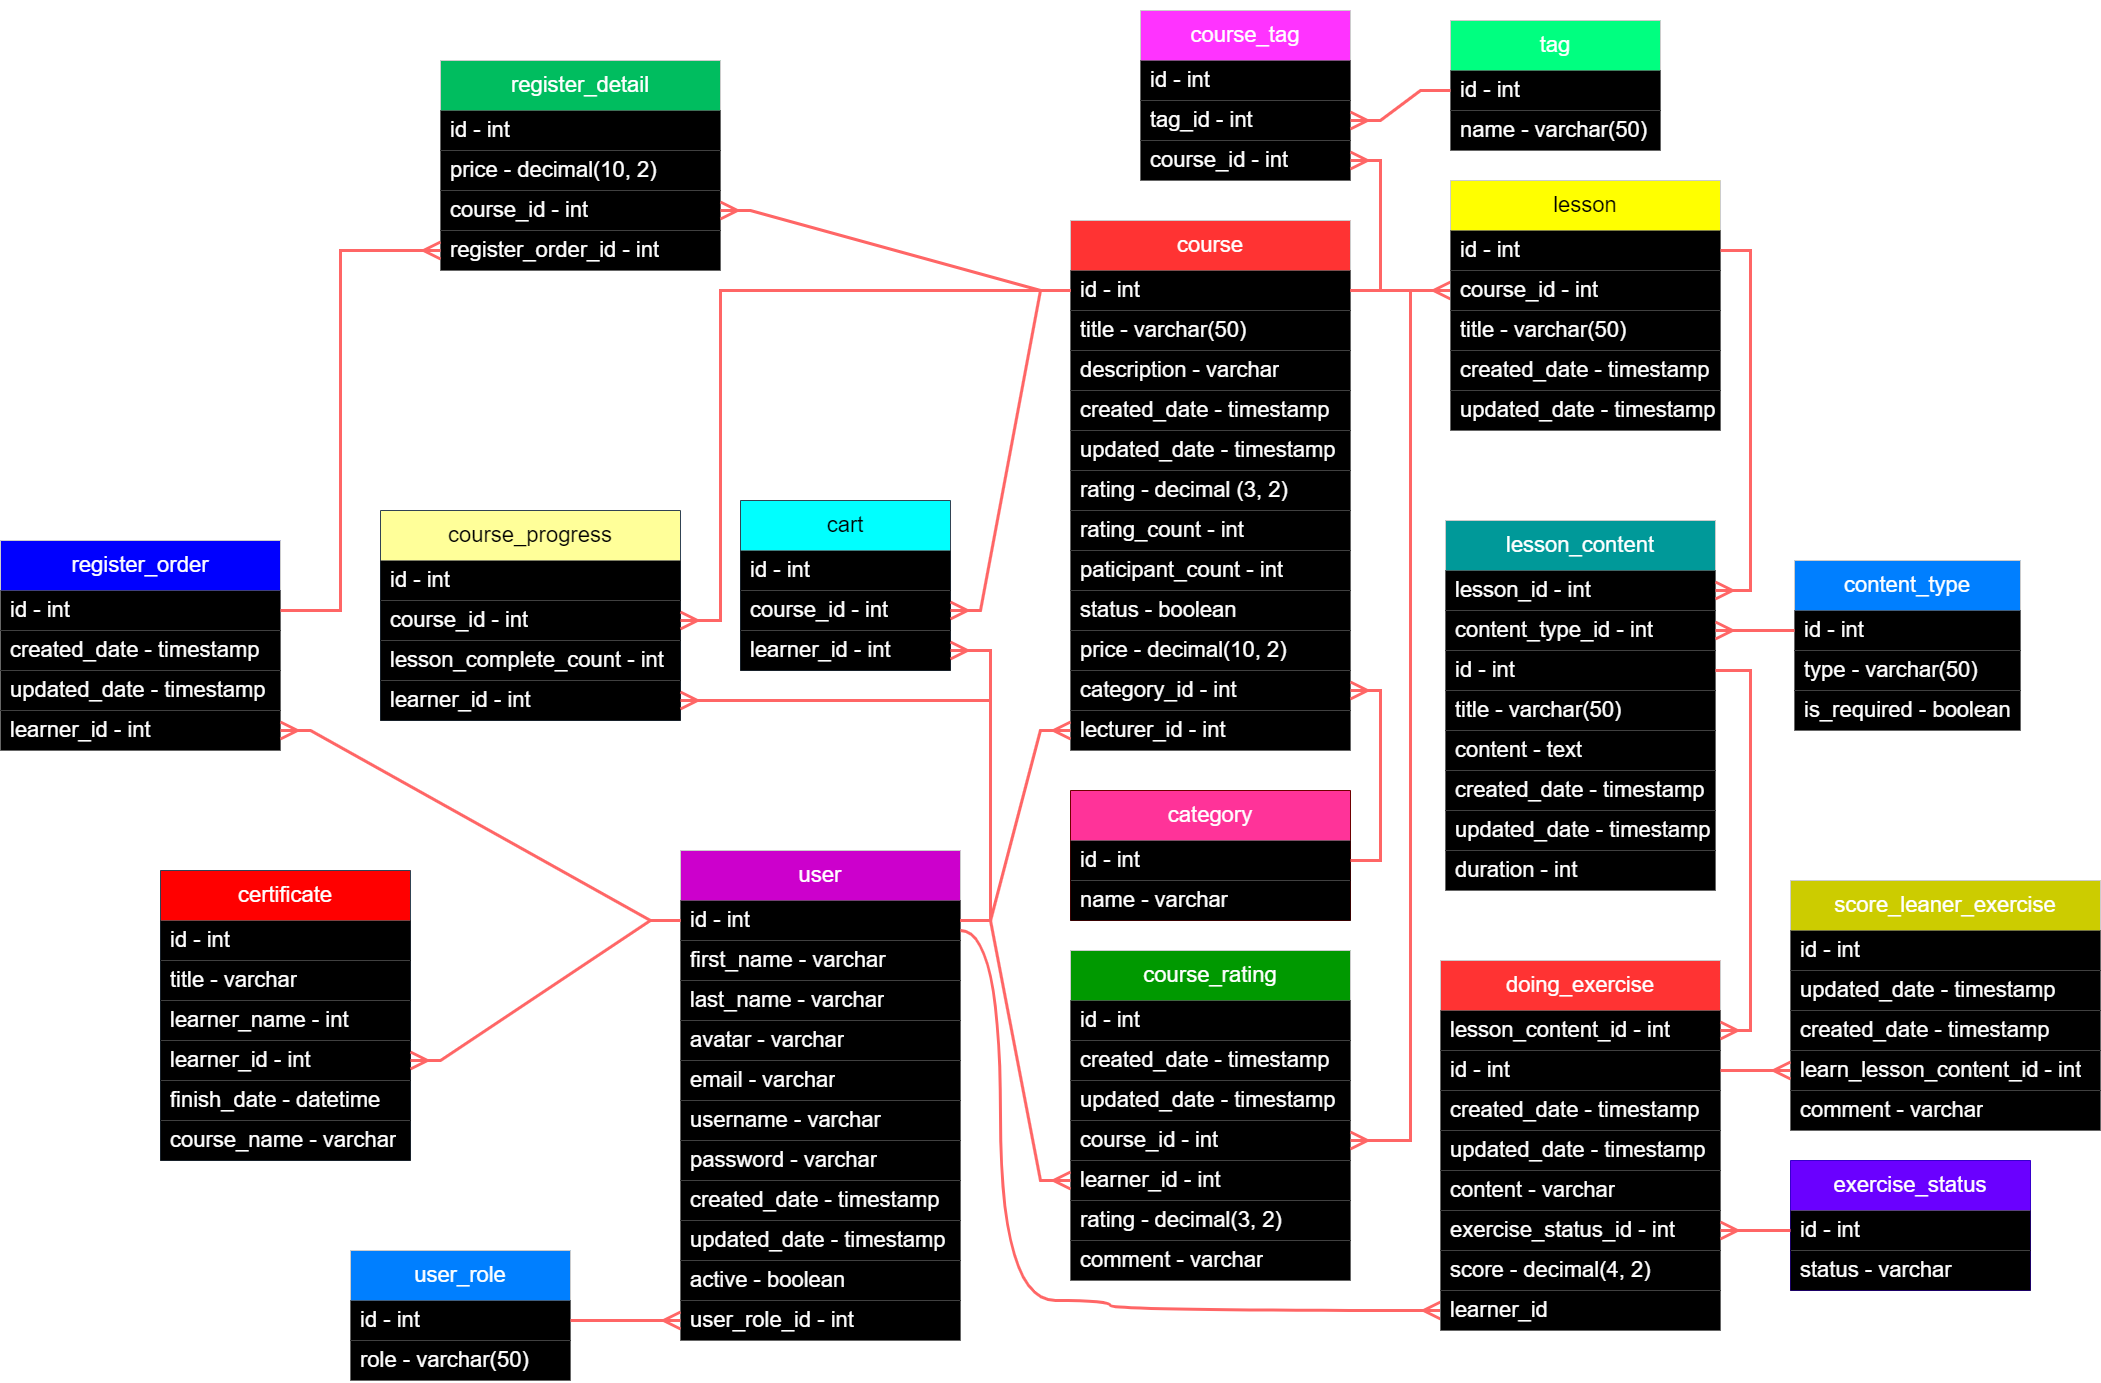 course_tag
id - int
tag_id - int
course_id - int
tag
id - int
name - varchar(50)
register_detail
id - int
price - decimal(10, 2)
course_id - int
register_order_id - int
course
id - int
title - varchar(50)
description - varchar
created_date - timestamp
updated_date - timestamp
rating - decimal (3, 2)
rating_count - int
paticipant_count - int
status - boolean
price - decimal(10, 2)
category_id - int
lecturer_id - int
lesson
id - int
course_id - int
title - varchar(50)
created_date - timestamp
updated_date - timestamp
register_order
id - int
created_date - timestamp
updated_date - timestamp
learner_id - int
course_progress
id - int
course_id - int
lesson_complete_count - int
learner_id - int
cart
id - int
course_id - int
learner_id - int
lesson_content
lesson_id - int
content_type_id - int
id - int
title - varchar(50)
content - text
created_date - timestamp
updated_date - timestamp
duration - int
content_type
id - int
type - varchar(50)
is_required - boolean
category
id - int
name - varchar
certificate
id - int
title - varchar
learner_name - int
learner_id - int
finish_date - datetime
course_name - varchar
user
id - int
first_name - varchar
last_name - varchar
avatar - varchar
email - varchar
username - varchar
password - varchar
created_date - timestamp
updated_date - timestamp
active - boolean
user_role_id - int
course_rating
id - int
created_date - timestamp
updated_date - timestamp
course_id - int
learner_id - int
rating - decimal(3, 2)
comment - varchar
doing_exercise
lesson_content_id - int
id - int
created_date - timestamp
updated_date - timestamp
content - varchar
exercise_status_id - int
score - decimal(4, 2)
learner_id
score_leaner_exercise
id - int
updated_date - timestamp
created_date - timestamp
learn_lesson_content_id - int
comment - varchar
exercise_status
id - int
status - varchar
user_role
id - int
role - varchar(50)